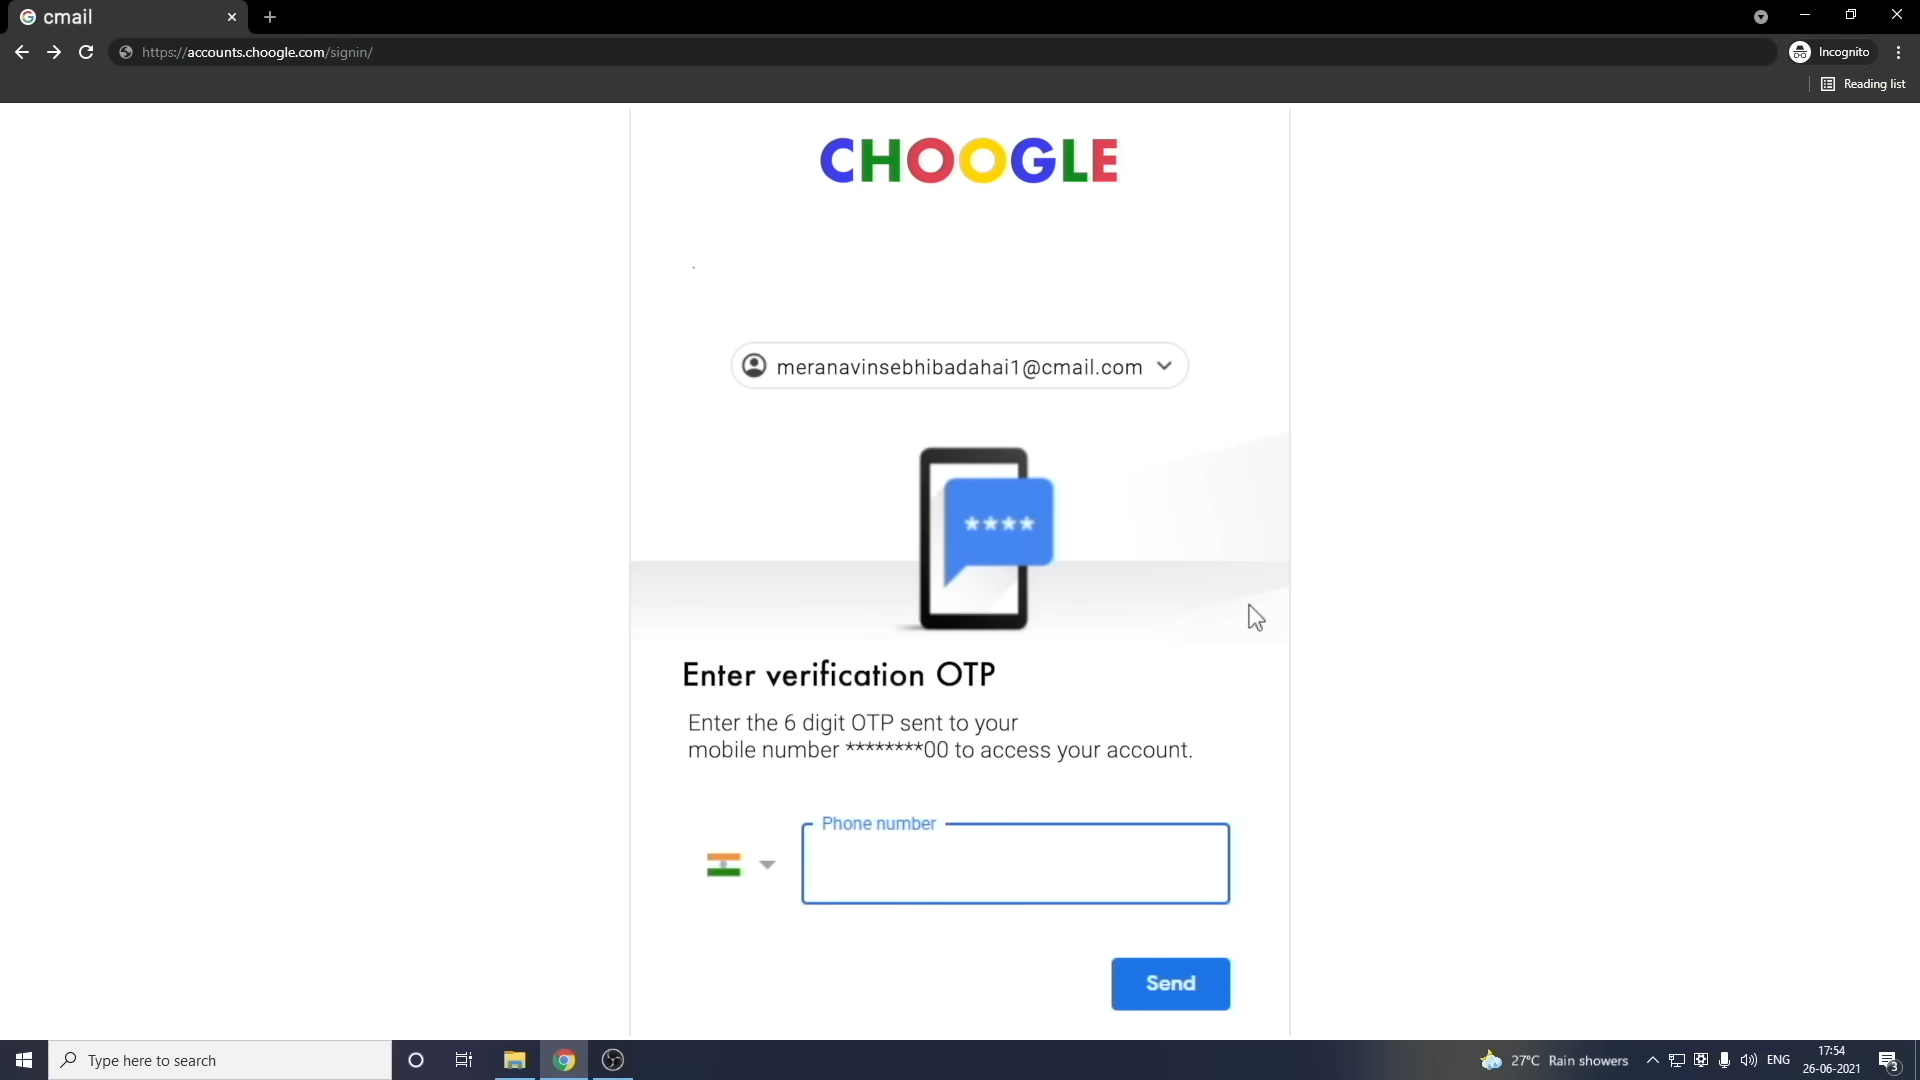 cmail
https://accounts.choogle.com/signin/
Incognito
Reading list
CHOOGLE
meranavinsebhibadahai1@cmail.com
****
Enter verification OTP
Enter the 6 digit OTP sent to your
mobile number ********00 to access your account.
Phone number
Send
Type here to search
27°C Rain showers
ENG
17:54
26-06-2021
3